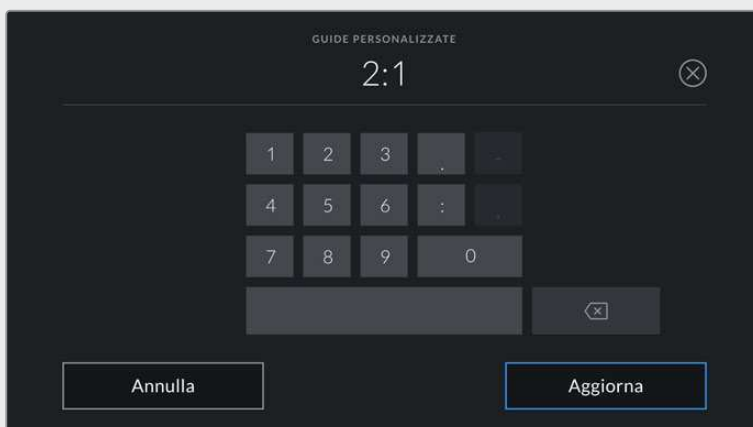 GUIDE PERSONALIZZATE
2:1
1 2 3 .
4 5 6 :
7 8 9 0
Annulla Aggiorna